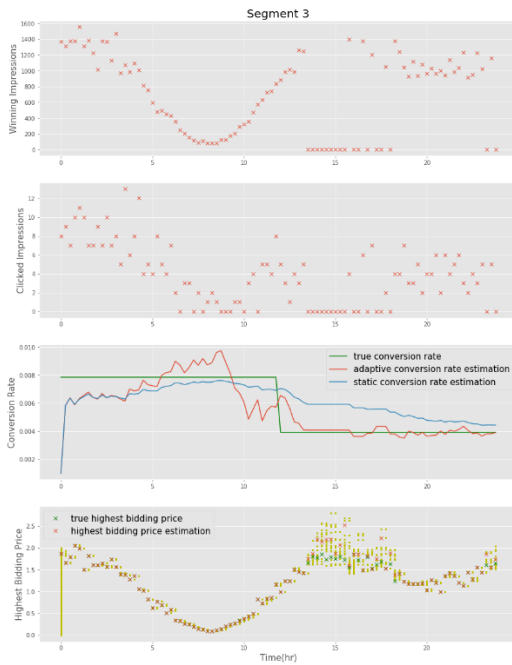 Segment 3
Winning Impressions
1600
1400
1200
1000
800
600
400
200
0
0 5 10 15 20
Clicked Impressions
12
10
8
6
4
2
0
0 5 10 15 20
Conversion Rate
0.010
0.008
0.006
0.004
0.002
true conversion rate
adaptive conversion rate estimation
static conversion rate estimation
0 5 10 15 20
Highest Bidding Price
2.5
2.0
1.5
1.0
0.5
0.0
true highest bidding price
highest bidding price estimation
0 5 10 15 20
Time(hr)